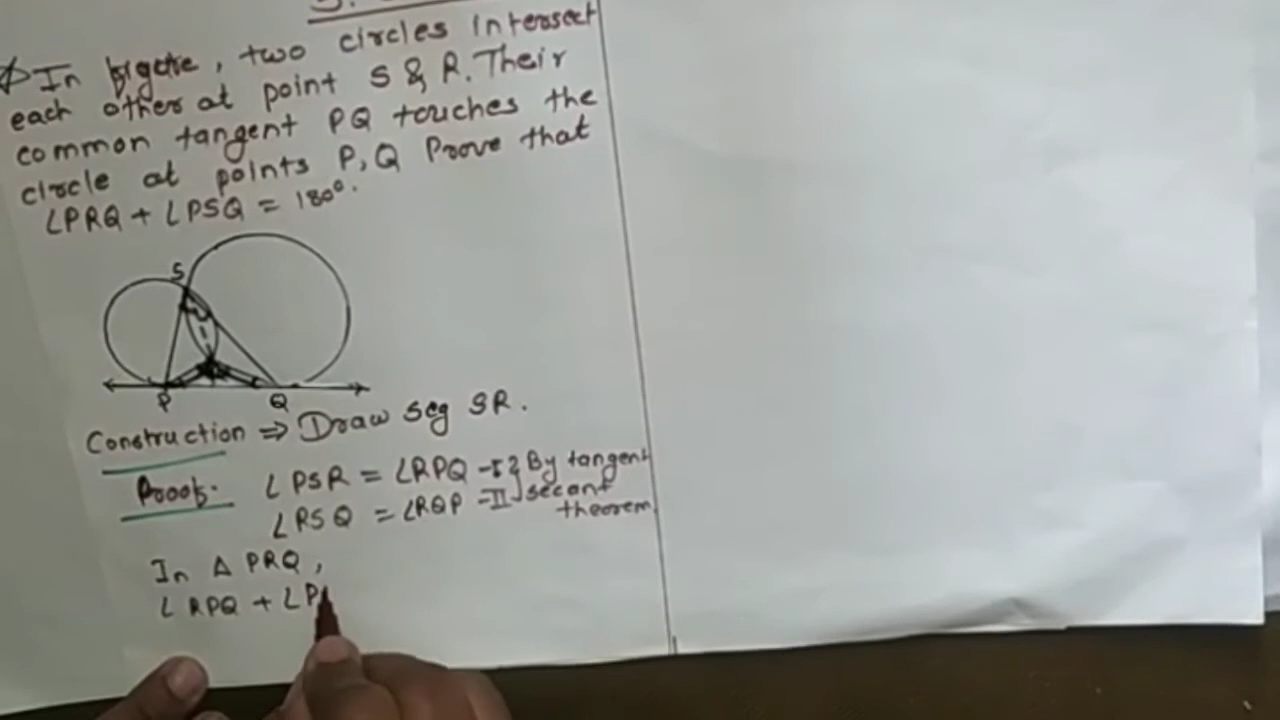 In figure, two circles intersect
each other at point S & R. Their
common tangent PQ touches the
circle at points P, Q Prove that
∠PRQ + ∠PSQ = 180°.
S
P Q
Construction ⇒ Draw seg SR.
Proof:- ∠PSR = ∠RPQ -I } By tangent
∠RSQ = ∠RQP -II } secant
theorem
In △PRQ,
∠RPQ + ∠P